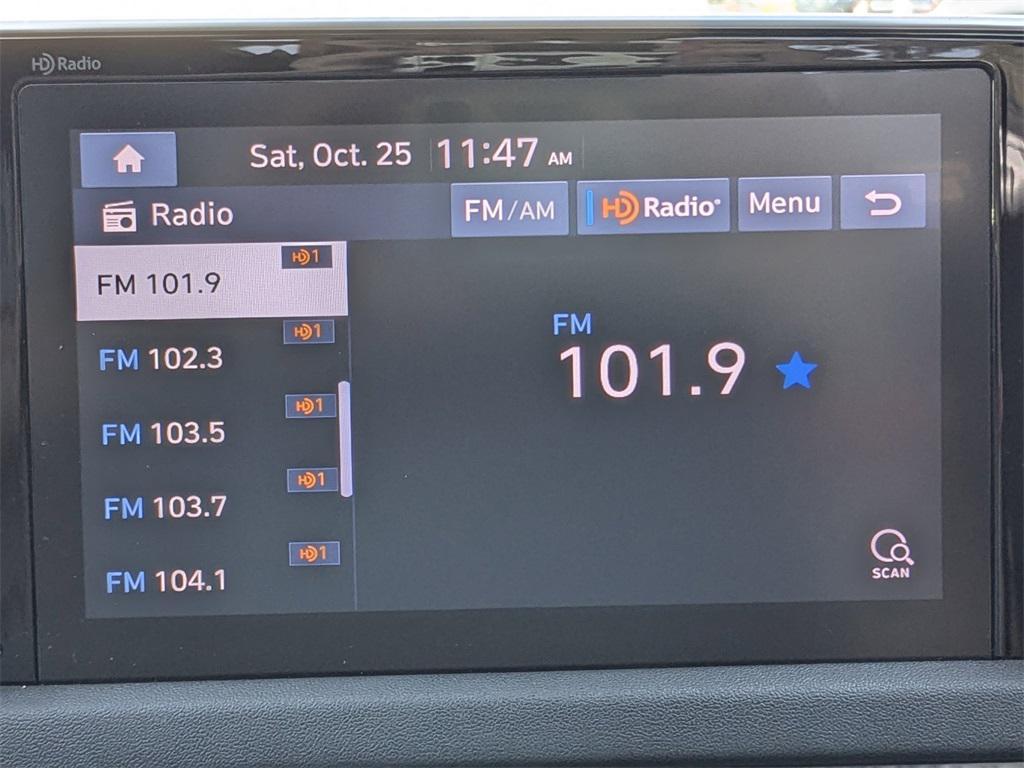 HD Radio
Sat, Oct. 25 11:47 AM
Radio FM/AM HD Radio Menu
HD1
FM 101.9
HD1
FM 102.3
HD1
FM 103.5
HD1
FM 103.7
HD1
FM 104.1
FM
101.9
SCAN